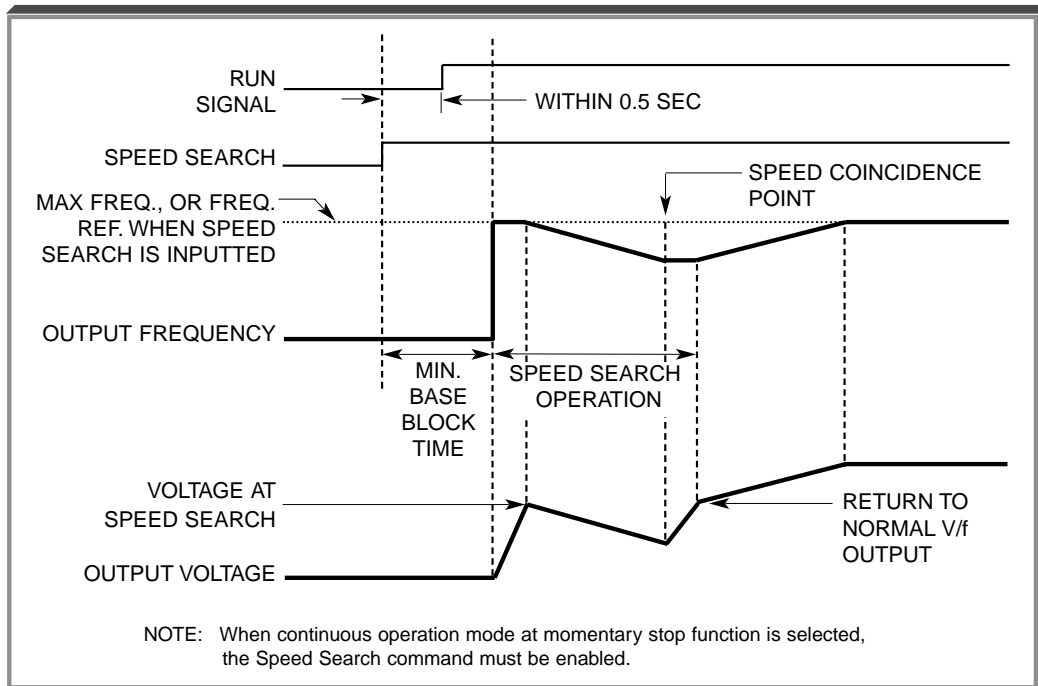 RUN
SIGNAL
WITHIN 0.5 SEC
SPEED SEARCH
SPEED COINCIDENCE
POINT
MAX FREQ., OR FREQ.
REF. WHEN SPEED
SEARCH IS INPUTTED
OUTPUT FREQUENCY
MIN.
BASE
BLOCK
TIME
SPEED SEARCH
OPERATION
VOLTAGE AT
SPEED SEARCH
RETURN TO
NORMAL V/f
OUTPUT
OUTPUT VOLTAGE
NOTE: When continuous operation mode at momentary stop function is selected,
the Speed Search command must be enabled.